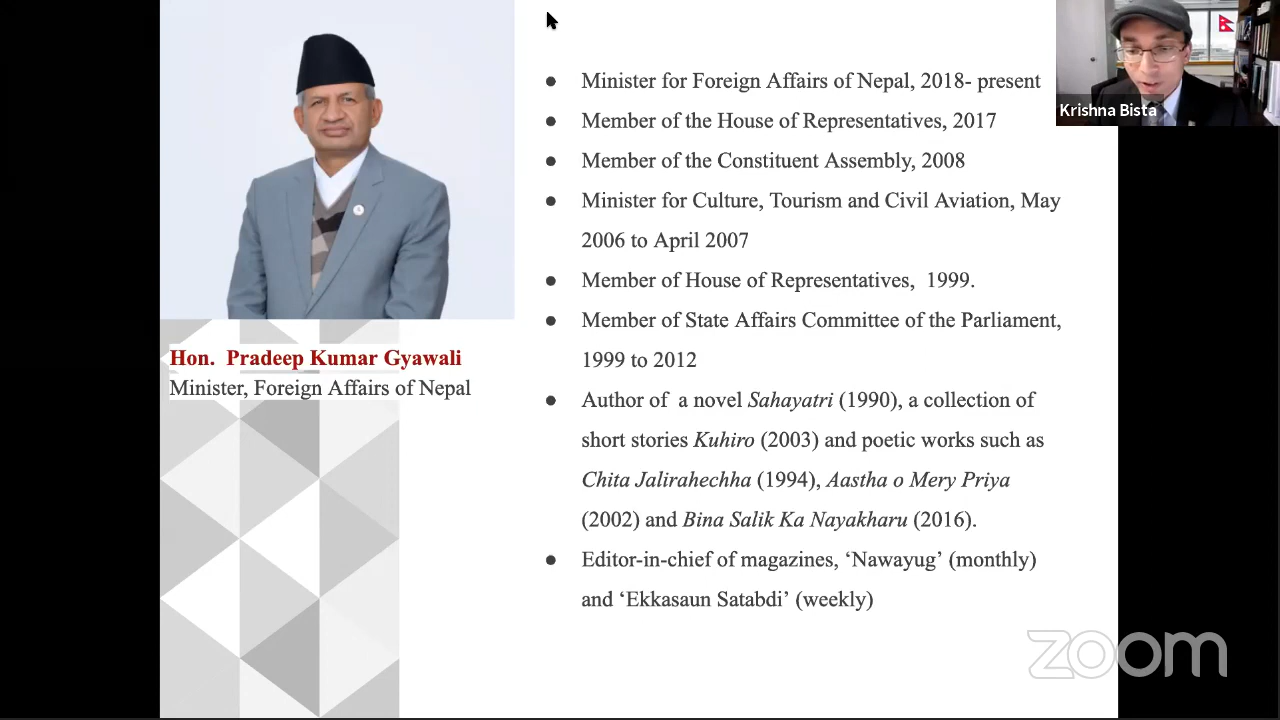 Minister for Foreign Affairs of Nepal, 2018- present
Member of the House of Representatives, 2017
Member of the Constituent Assembly, 2008
Minister for Culture, Tourism and Civil Aviation, May
2006 to April 2007
Member of House of Representatives,  1999.
Member of State Affairs Committee of the Parliament,
1999 to 2012
Author of  a novel Sahayatri (1990), a collection of
short stories Kuhiro (2003) and poetic works such as
Chita Jalirahechha (1994), Aastha o Mery Priya
(2002) and Bina Salik Ka Nayakharu (2016).
Editor-in-chief of magazines, ‘Nawayug’ (monthly)
and ‘Ekkasaun Satabdi’ (weekly)
Hon.  Pradeep Kumar Gyawali
Minister, Foreign Affairs of Nepal
Krishna Bista
zoom